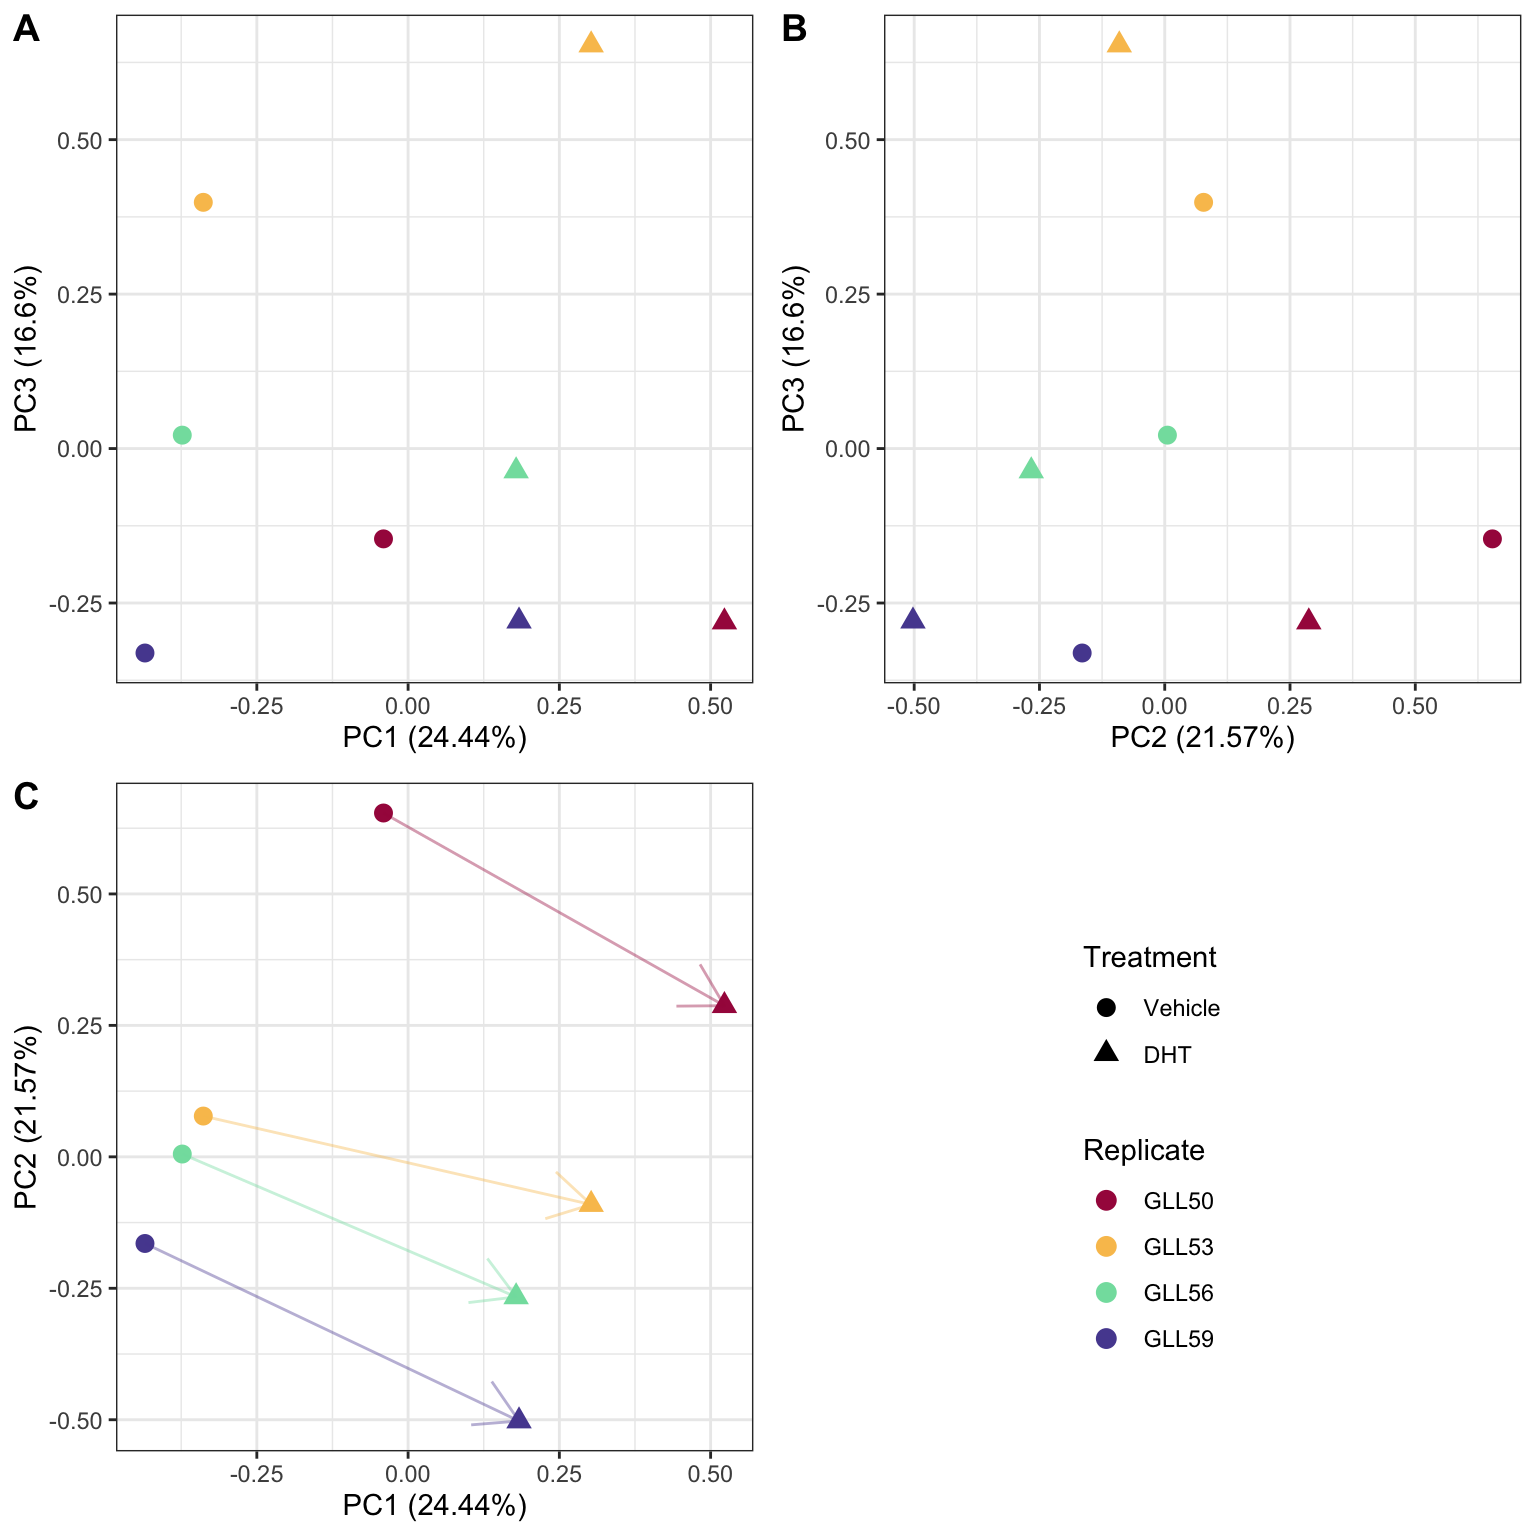 A
PC3 (16.6%)
0.50
0.25
0.00
-0.25
-0.25 0.00 0.25 0.50
PC1 (24.44%)
B
PC3 (16.6%)
0.50
0.25
0.00
-0.25
-0.50 -0.25 0.00 0.25 0.50
PC2 (21.57%)
C
PC2 (21.57%)
0.50
0.25
0.00
-0.25
-0.50
-0.25 0.00 0.25 0.50
PC1 (24.44%)
Treatment
Vehicle
DHT
Replicate
GLL50
GLL53
GLL56
GLL59